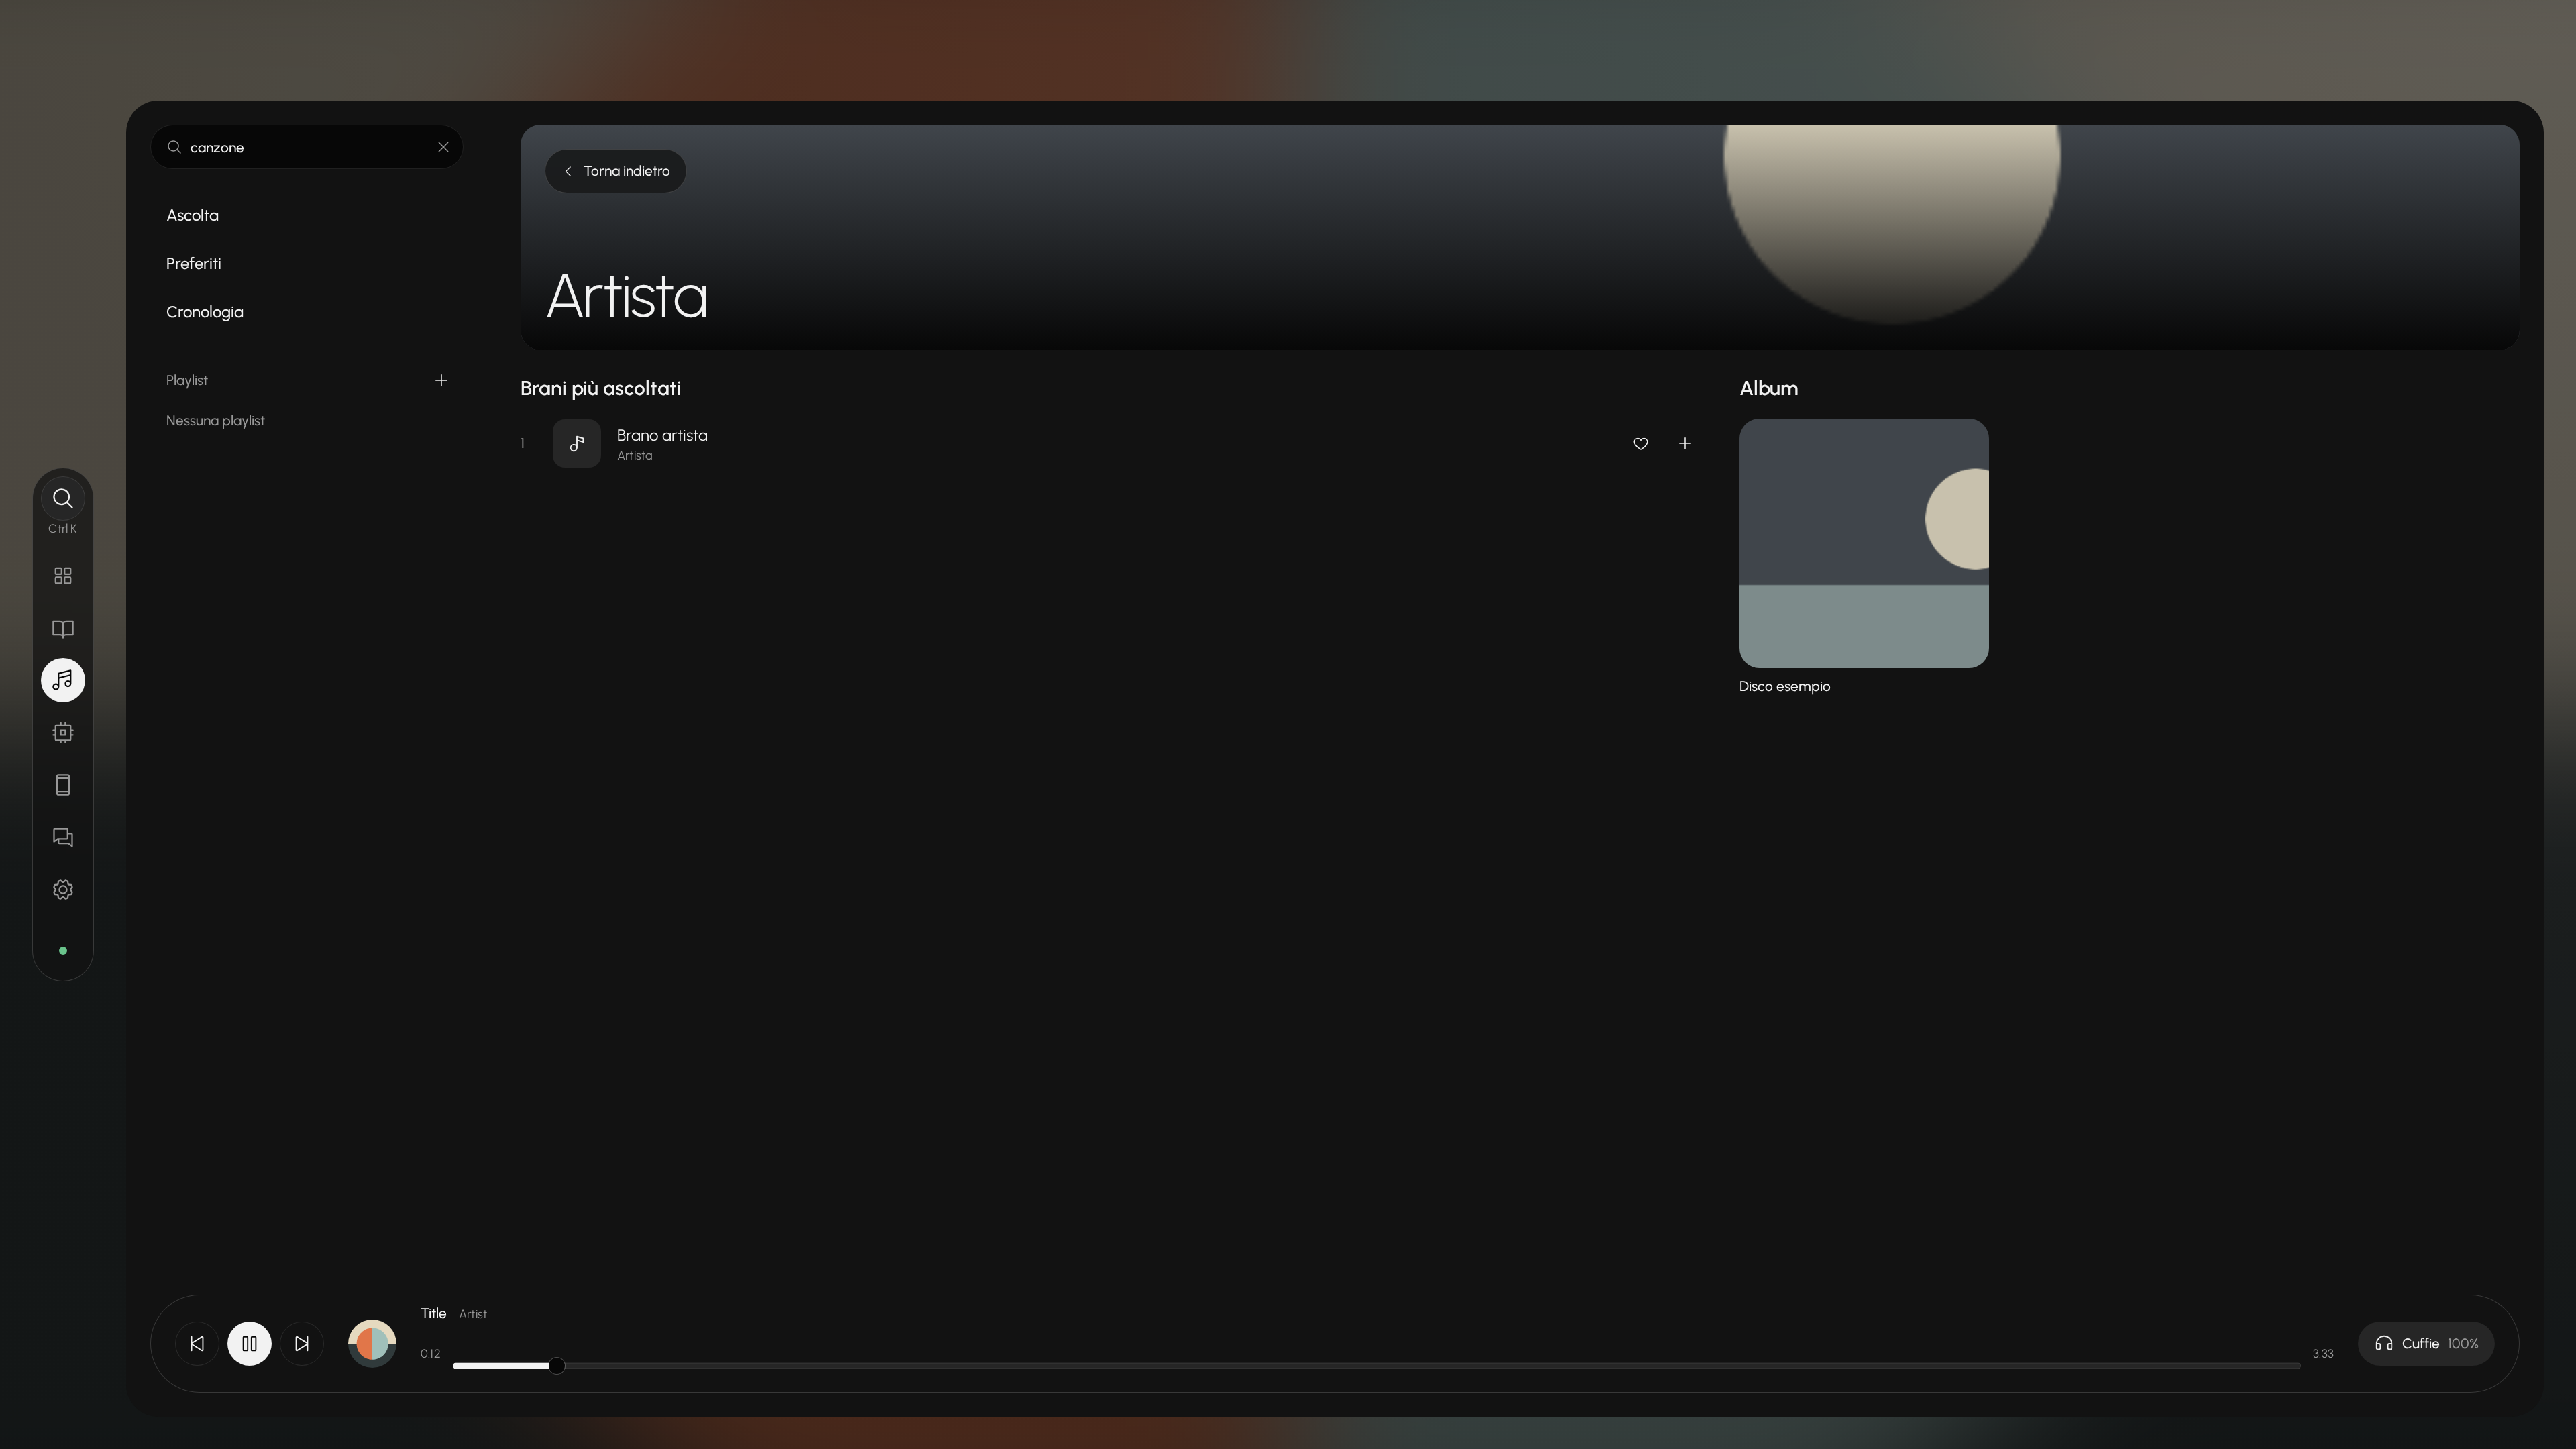 canzone
Torna indietro
Ascolta
Preferiti
Artista
Cronologia
Playlist
Nessuna playlist
Brani più ascoltati
Album
1
Brano artista
Artista
Ctrl K
Disco esempio
Title Artist
0:12
3:33
Cuffie 100%